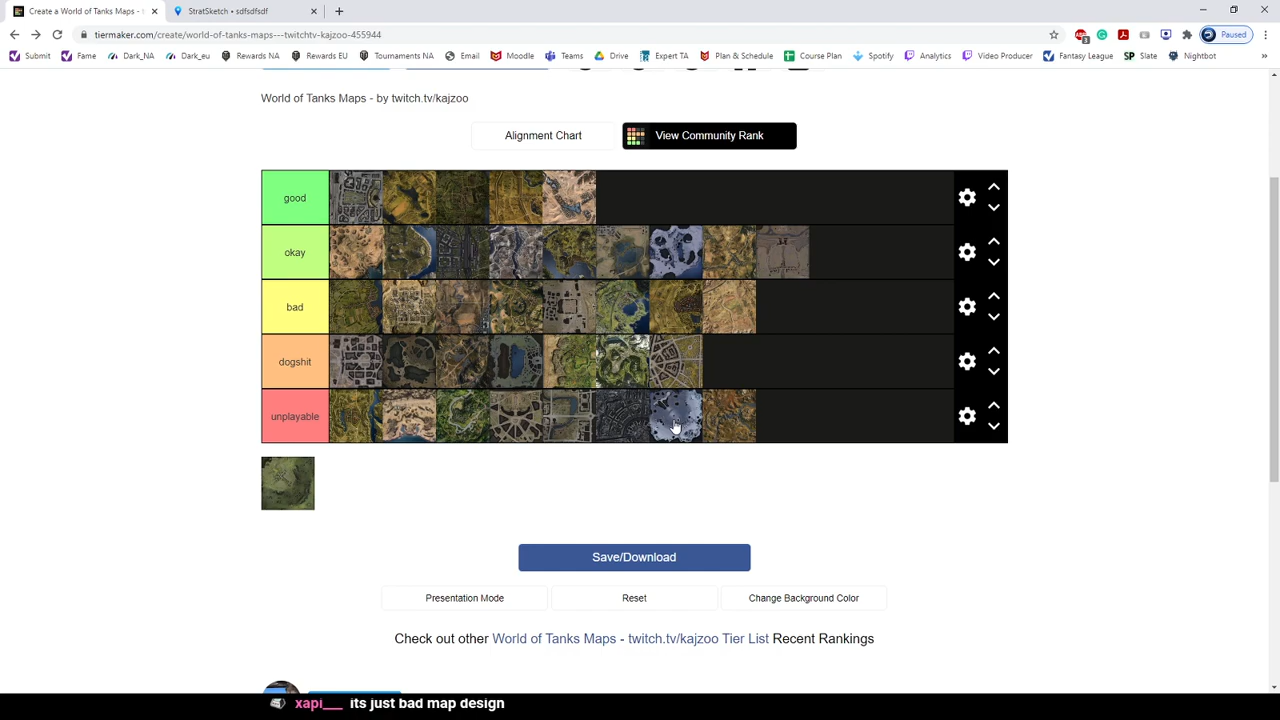 Create a World of Tanks Maps - t
StratSketch • sdfsdfsdf
tiermaker.com/create/world-of-tanks-maps---twitchtv-kajzoo-455944
Paused
Submit Fame Dark_NA Dark_eu Rewards NA Rewards EU Tournaments NA Email Moodle Teams Drive Expert TA Plan & Schedule Course Plan Spotify Analytics Video Producer Fantasy League Slate Nightbot
World of Tanks Maps - by twitch.tv/kajzoo
Alignment Chart View Community Rank
good
okay
bad
dogshit
unplayable
Save/Download
Presentation Mode Reset Change Background Color
Check out other World of Tanks Maps - twitch.tv/kajzoo Tier List Recent Rankings
xapi___ its just bad map design